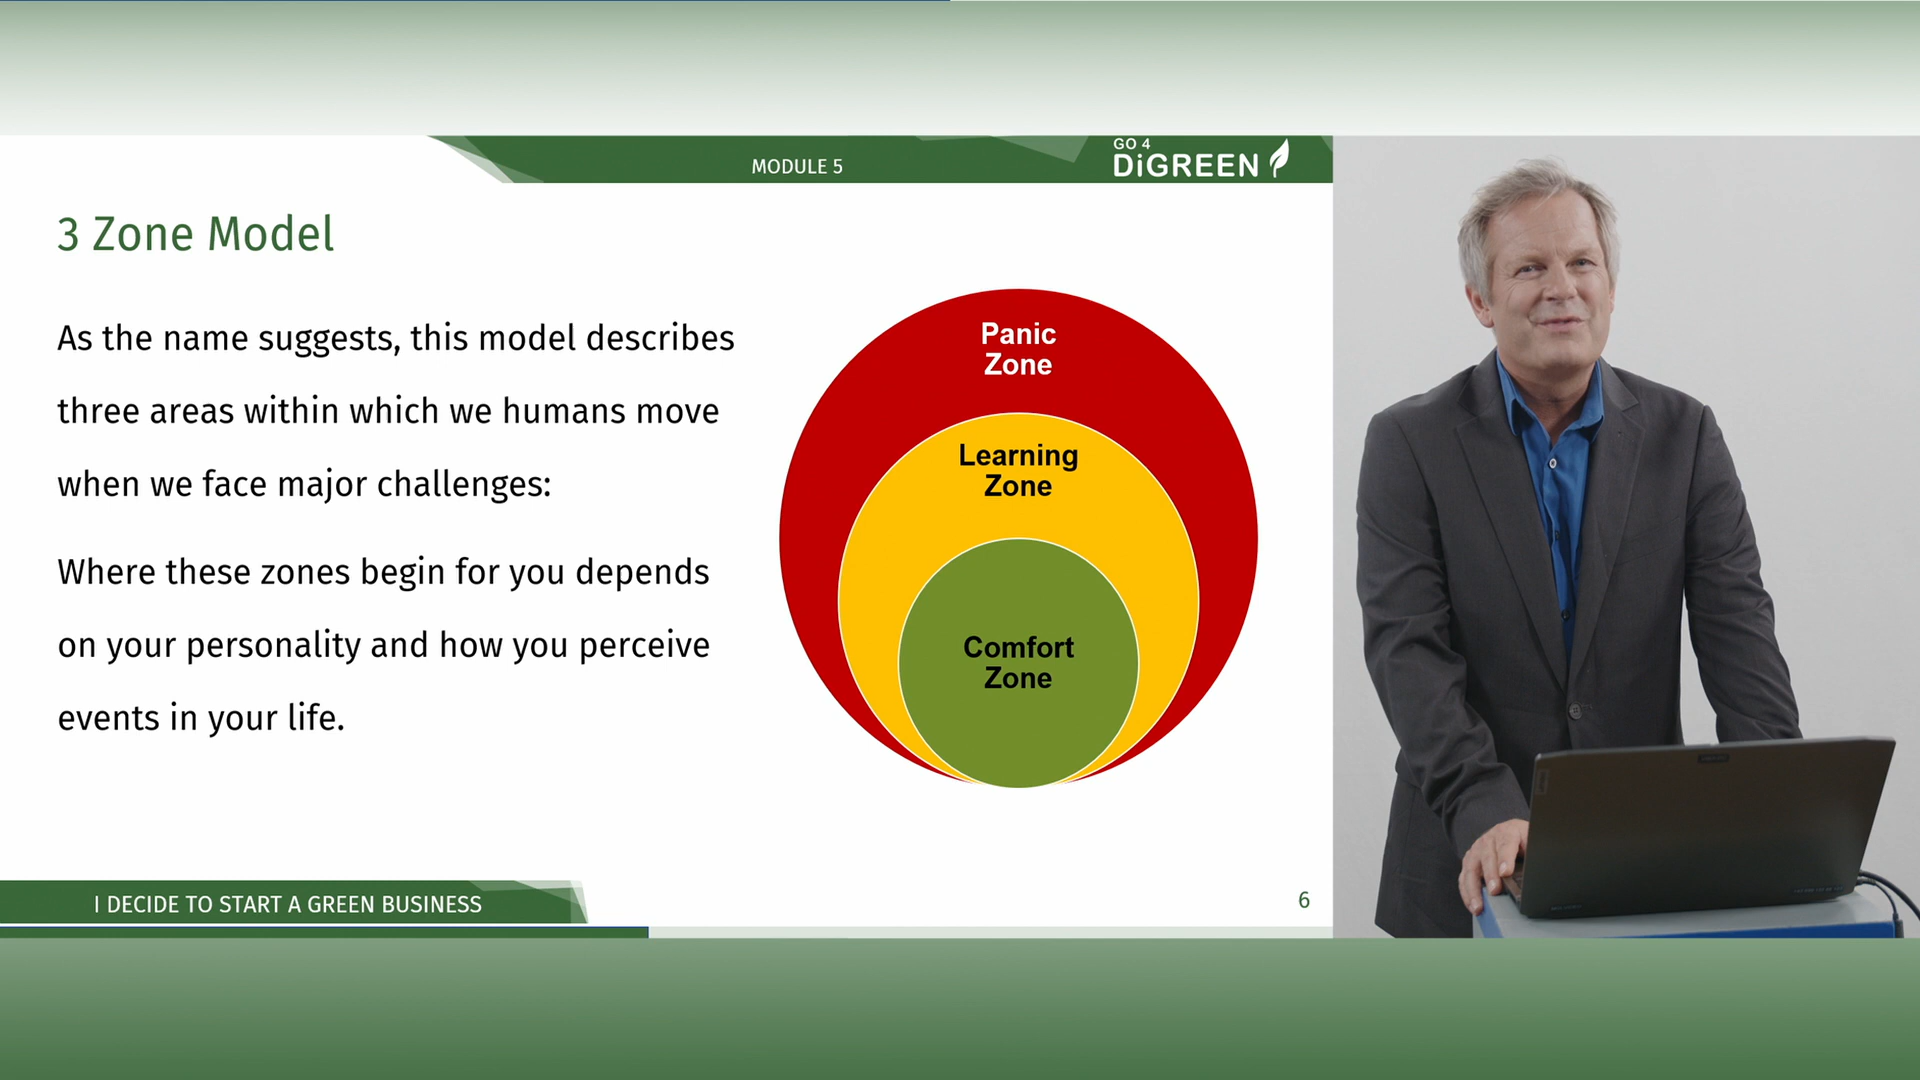 MODULE 5
GO 4
DiGREEN
3 Zone Model
As the name suggests, this model describes
three areas within which we humans move
when we face major challenges:
Where these zones begin for you depends
on your personality and how you perceive
events in your life.
Panic
Zone
Learning
Zone
Comfort
Zone
I DECIDE TO START A GREEN BUSINESS
6